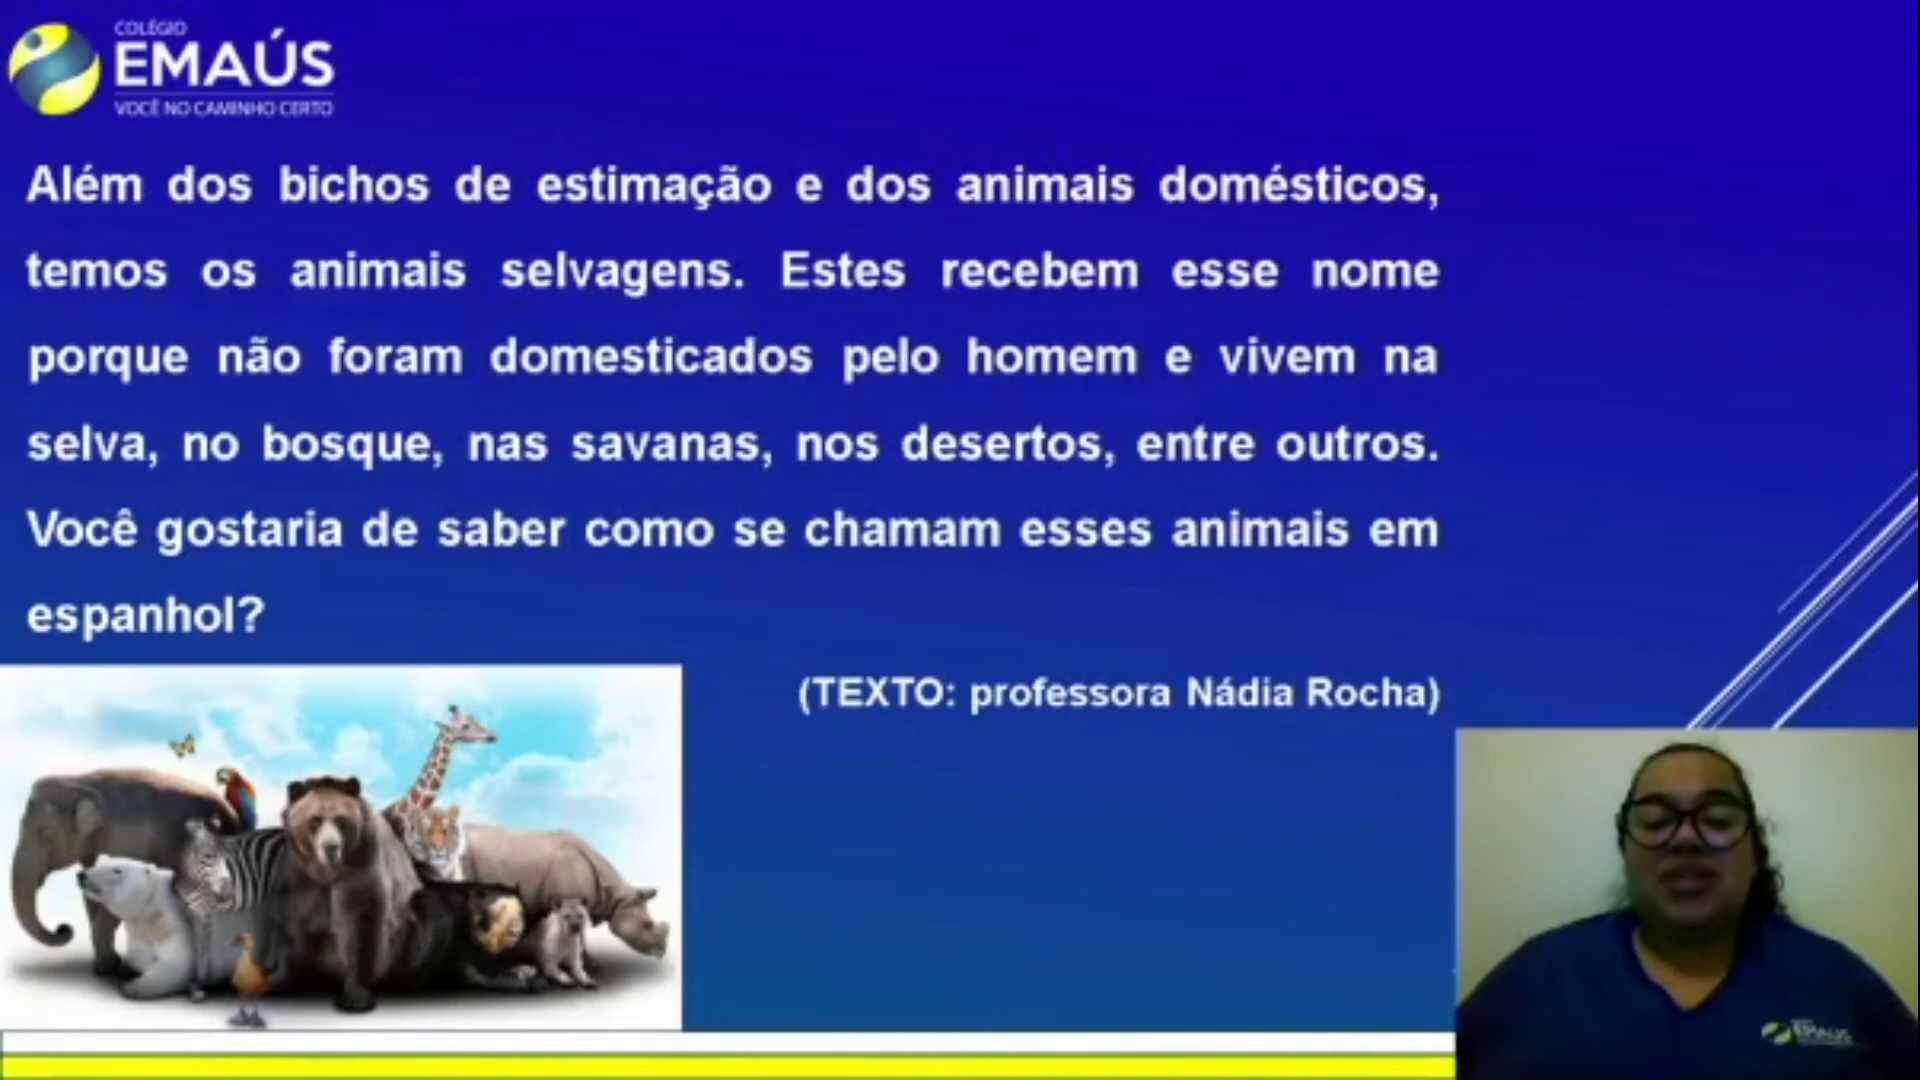 COLÉGIO
EMAÚS
VOCÊ NO CAMINHO CERTO
Além dos bichos de estimação e dos animais domésticos,
temos os animais selvagens. Estes recebem esse nome
porque não foram domesticados pelo homem e vivem na
selva, no bosque, nas savanas, nos desertos, entre outros.
Você gostaria de saber como se chamam esses animais em
espanhol?
(TEXTO: professora Nádia Rocha)
EMAÚS